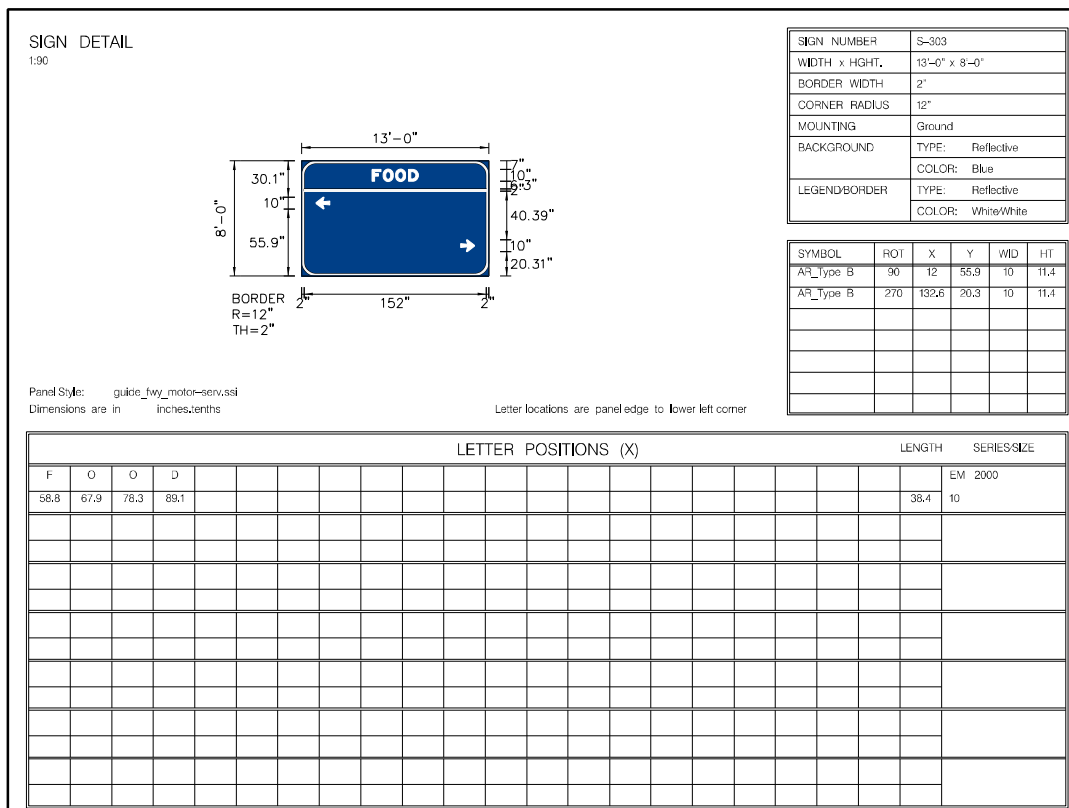 SIGN DETAIL
1:90
13'-0"
8'-0"
30.1"
10"
55.9"
FOOD
7"
10"
6.3"
2"
40.39"
10"
20.31"
BORDER
R=12"
TH=2"
2"
152"
2"
Panel Style: guide_fwy_motor-serv.ssi
Dimensions are in inches.tenths
Letter locations are panel edge to lower left corner
SIGN NUMBER S-303
WIDTH x HGHT. 13'-0" x 8'-0"
BORDER WIDTH 2"
CORNER RADIUS 12"
MOUNTING Ground
BACKGROUND TYPE: Reflective
COLOR: Blue
LEGEND/BORDER TYPE: Reflective
COLOR: White/White
SYMBOL ROT X Y WID HT
AR_Type B 90 12 55.9 10 11.4
AR_Type B 270 132.6 20.3 10 11.4
LETTER POSITIONS (X) LENGTH SERIES/SIZE
F O O D EM 2000
58.8 67.9 78.3 89.1 38.4 10